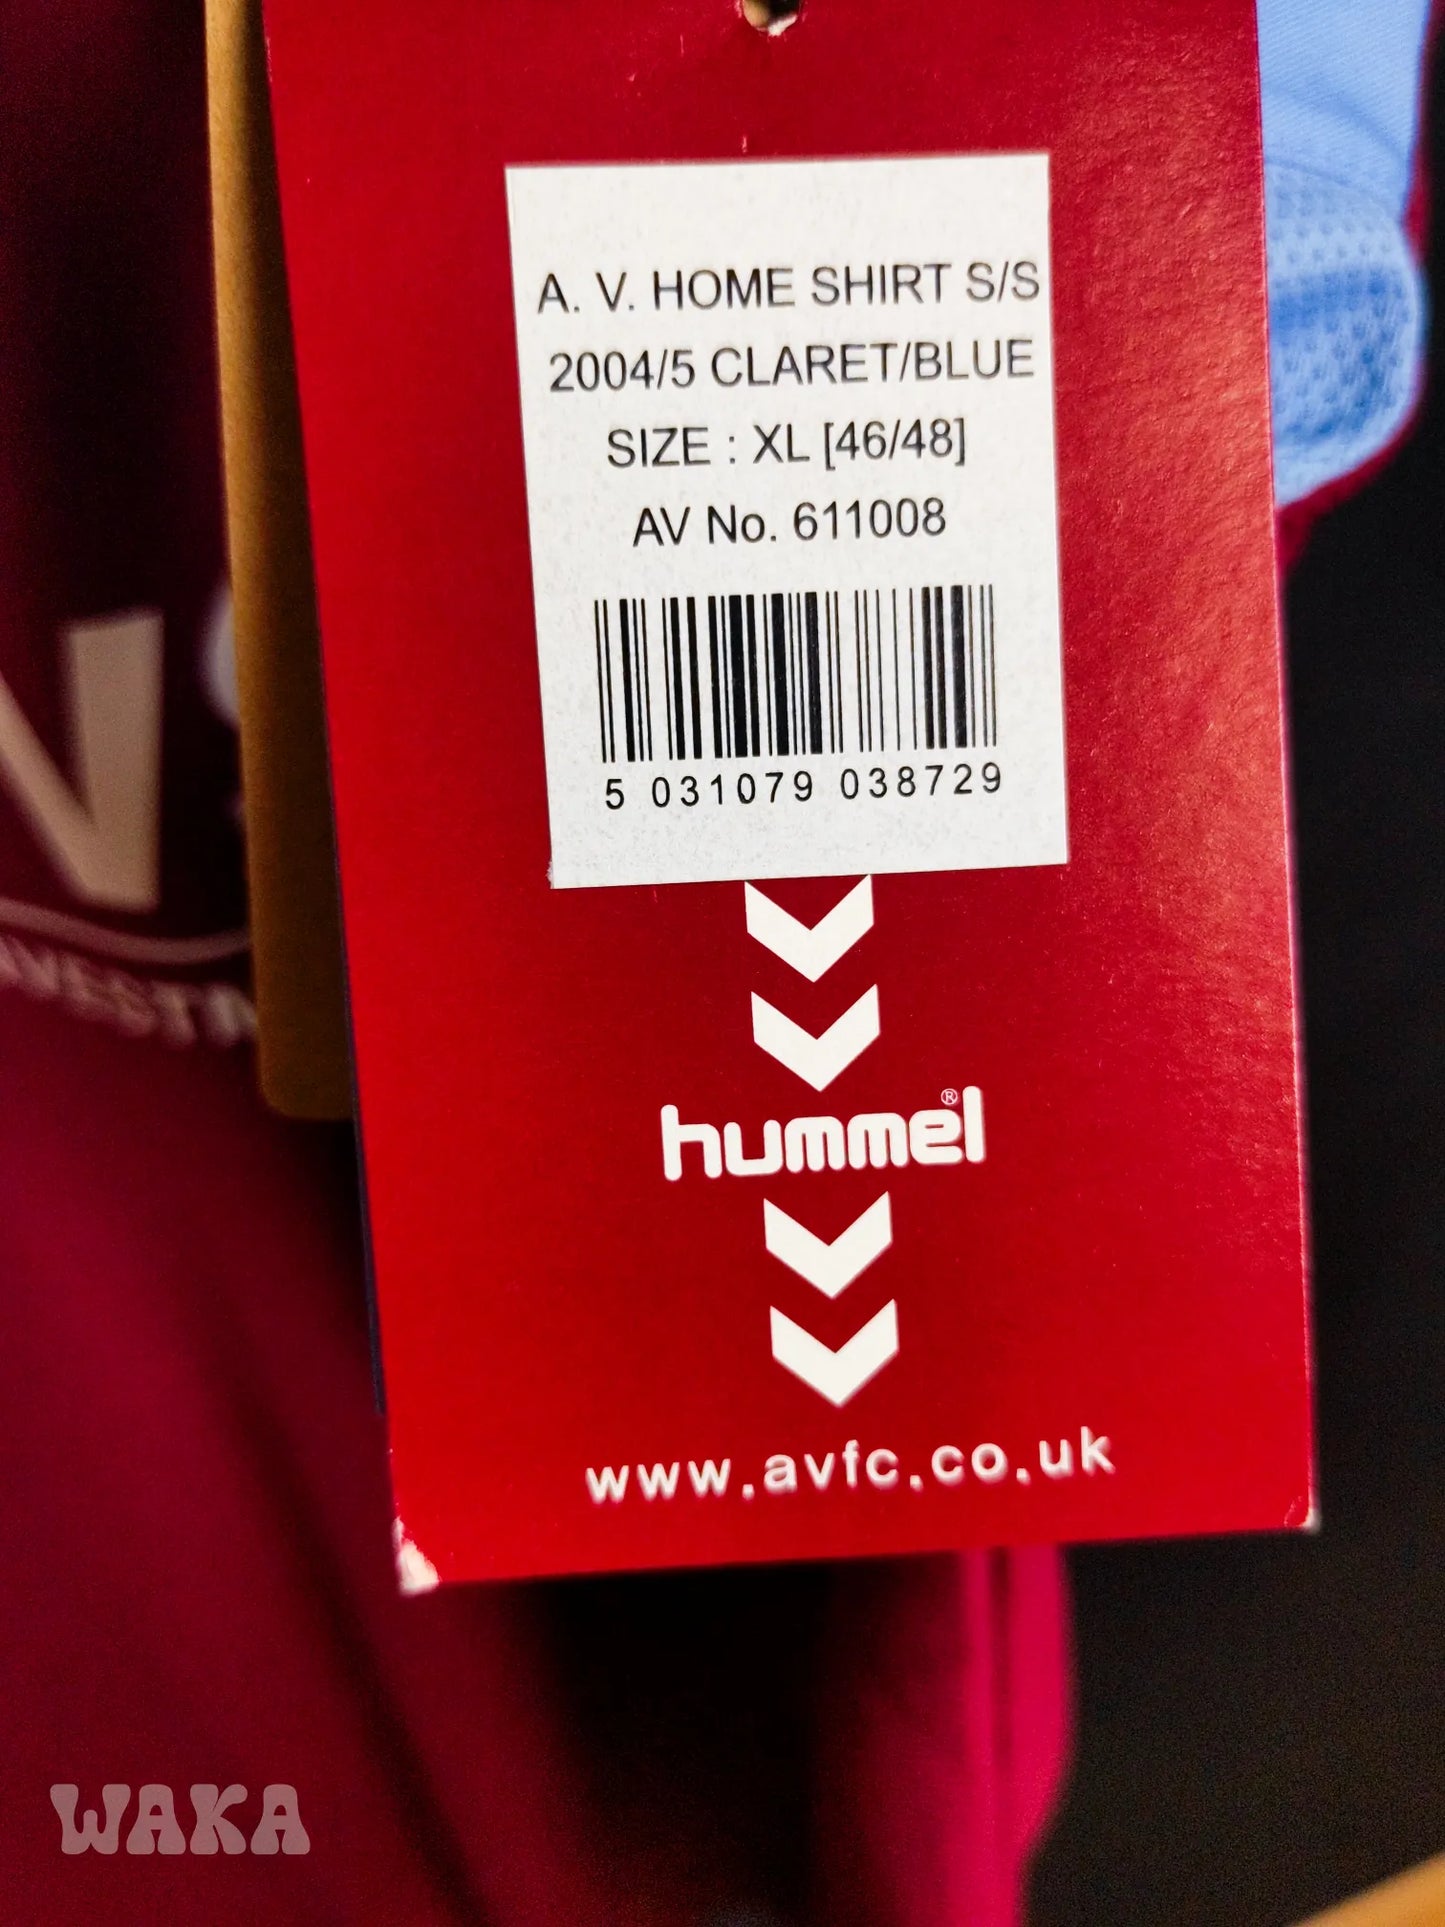 A. V. HOME SHIRT S/S
2004/5 CLARET/BLUE
SIZE : XL [46/48]
AV No. 611008
5 031079 038729
hummel®
www.avfc.co.uk
WAKA